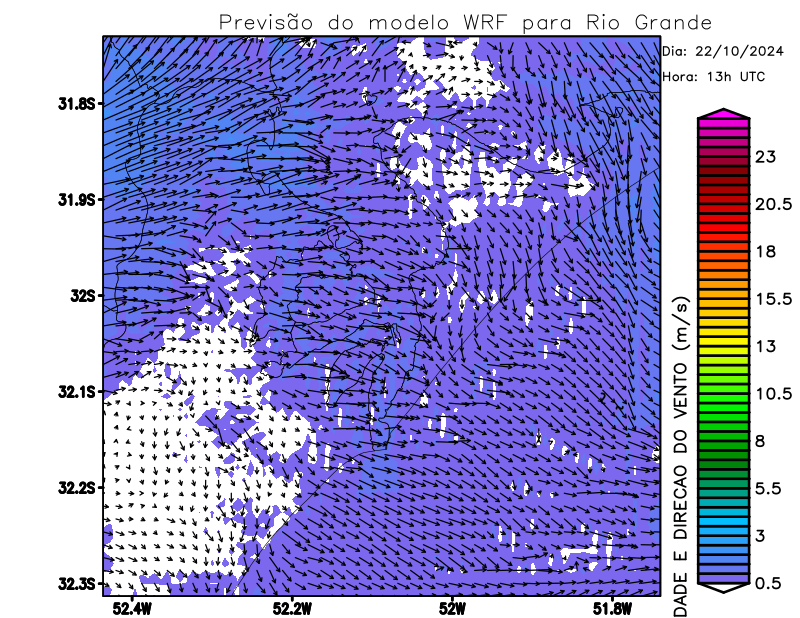 Previsão do modelo WRF para Rio Grande
Dia: 22/10/2024
Hora: 13h UTC
31.8S
31.9S
32S
32.1S
32.2S
32.3S
52.4W
52.2W
52W
51.8W
23
20.5
18
15.5
13
10.5
8
5.5
3
0.5
DADE E DIRECAO DO VENTO (m/s)